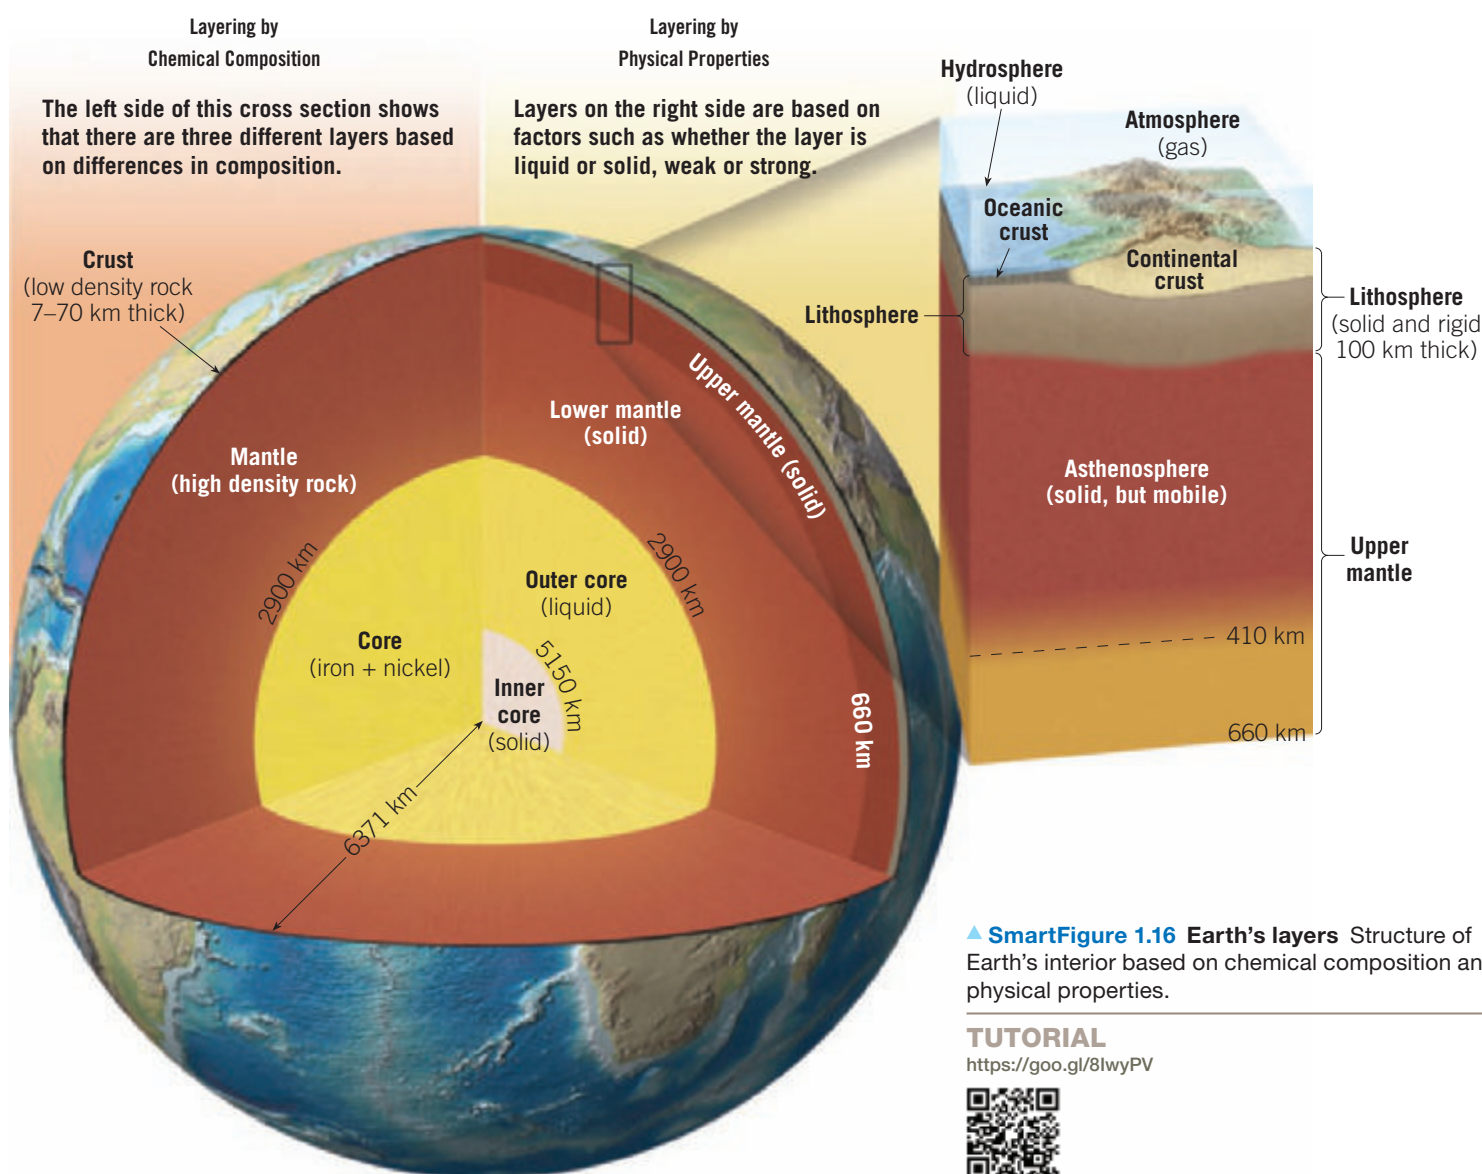 Layering by
Chemical Composition
The left side of this cross section shows
that there are three different layers based
on differences in composition.
Layering by
Physical Properties
Layers on the right side are based on
factors such as whether the layer is
liquid or solid, weak or strong.
Hydrosphere
(liquid)
Atmosphere
(gas)
Oceanic
crust
Continental
crust
Lithosphere
Lithosphere
(solid and rigid
100 km thick)
Crust
(low density rock
7–70 km thick)
Mantle
(high density rock)
Lower mantle
(solid)
Upper mantle (solid)
Asthenosphere
(solid, but mobile)
Upper
mantle
410 km
660 km
2900 km
2900 km
Outer core
(liquid)
Core
(iron + nickel)
5150 km
Inner
core
(solid)
660 km
6371 km
SmartFigure 1.16 Earth's layers Structure of
Earth's interior based on chemical composition an
physical properties.
TUTORIAL
https://goo.gl/8IwyPV